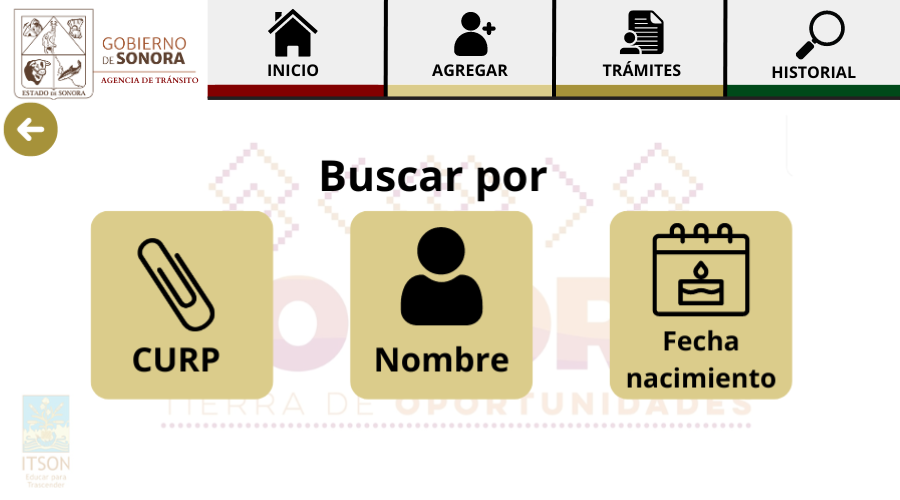 GOBIERNO
DE SONORA
AGENCIA DE TRÁNSITO
ESTADO DE SONORA
INICIO
AGREGAR
TRÁMITES
HISTORIAL
Buscar por
CURP
Nombre
Fecha
nacimiento
TIERRA DE OPORTUNIDADES
ITSON
Educar para
Trascender